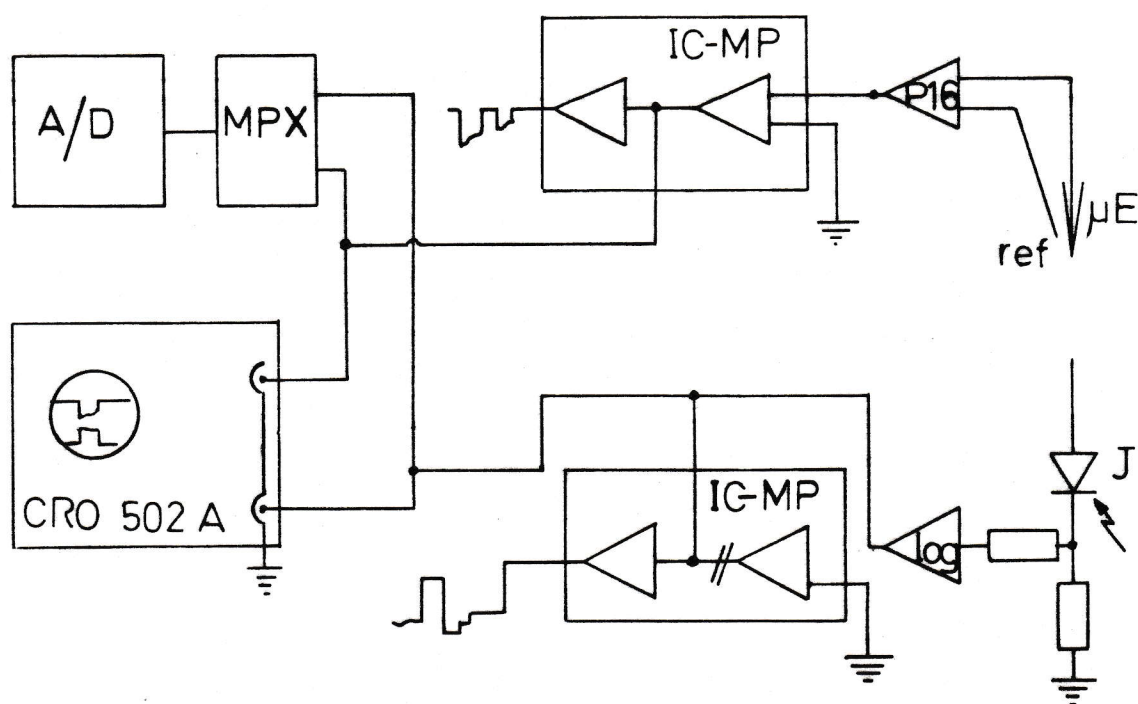 IC-MP
A/D
MPX
P16
µE
ref
CRO 502 A
IC-MP
log
J